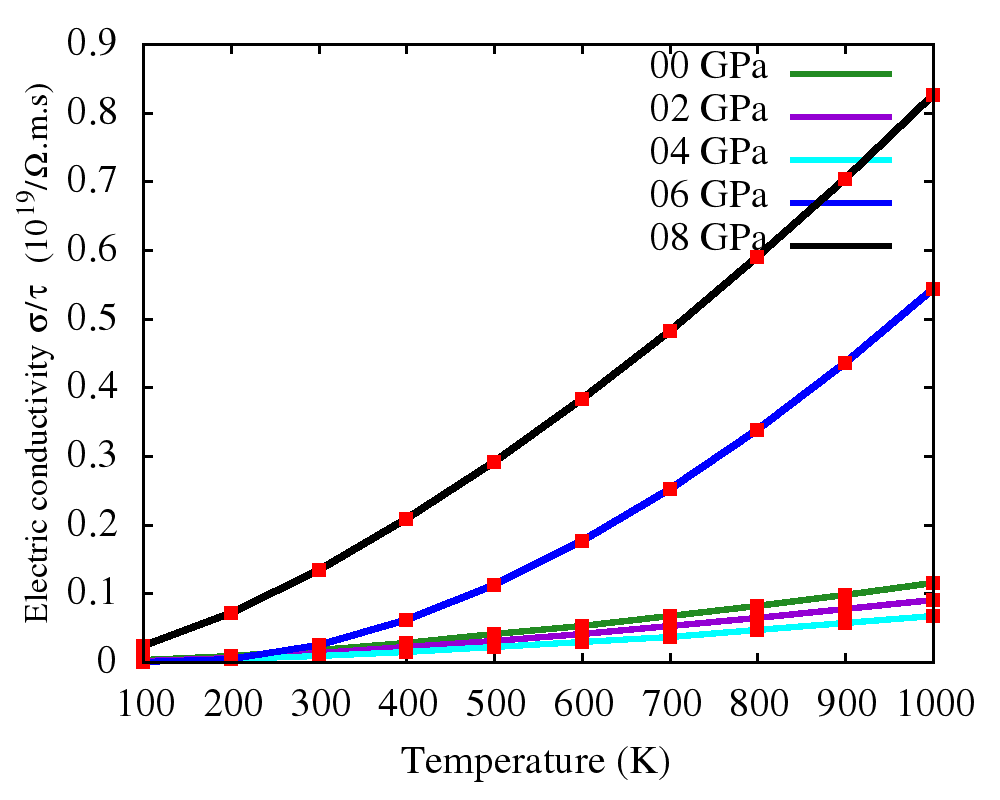 0.9
0.8
0.7
0.6
0.5
0.4
0.3
0.2
0.1
0
Electric conductivity σ/τ (10¹⁹/Ω.m.s)
00 GPa
02 GPa
04 GPa
06 GPa
08 GPa
100 200 300 400 500 600 700 800 900 1000
Temperature (K)